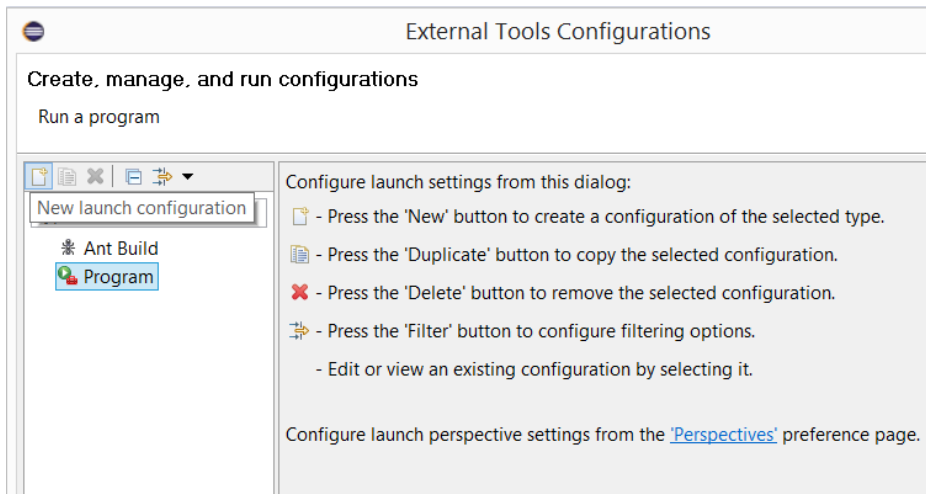 External Tools Configurations
Create, manage, and run configurations
Run a program
New launch configuration
Ant Build
Program
Configure launch settings from this dialog:
- Press the 'New' button to create a configuration of the selected type.
- Press the 'Duplicate' button to copy the selected configuration.
- Press the 'Delete' button to remove the selected configuration.
- Press the 'Filter' button to configure filtering options.
- Edit or view an existing configuration by selecting it.
Configure launch perspective settings from the 'Perspectives' preference page.